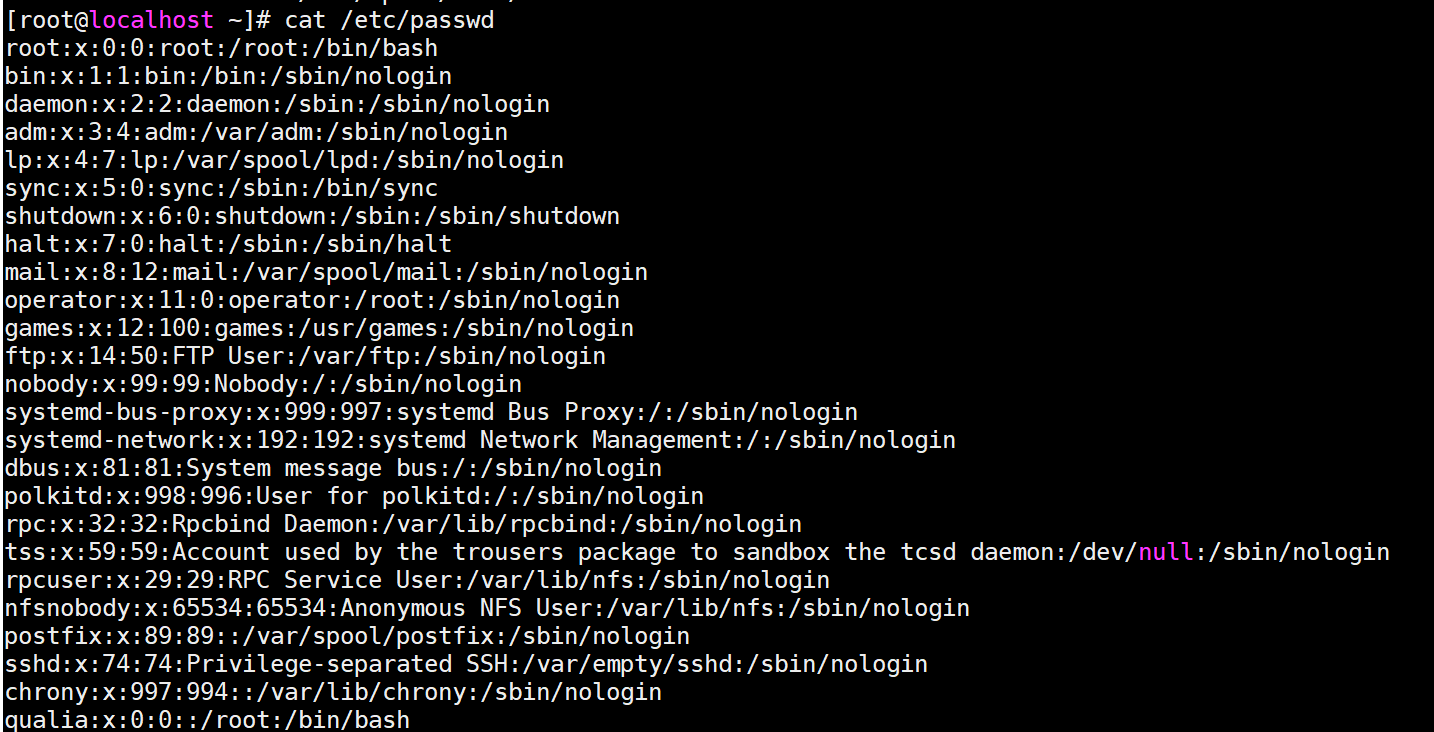 [root@localhost ~]# cat /etc/passwd
root:x:0:0:root:/root:/bin/bash
bin:x:1:1:bin:/bin:/sbin/nologin
daemon:x:2:2:daemon:/sbin:/sbin/nologin
adm:x:3:4:adm:/var/adm:/sbin/nologin
lp:x:4:7:lp:/var/spool/lpd:/sbin/nologin
sync:x:5:0:sync:/sbin:/bin/sync
shutdown:x:6:0:shutdown:/sbin:/sbin/shutdown
halt:x:7:0:halt:/sbin:/sbin/halt
mail:x:8:12:mail:/var/spool/mail:/sbin/nologin
operator:x:11:0:operator:/root:/sbin/nologin
games:x:12:100:games:/usr/games:/sbin/nologin
ftp:x:14:50:FTP User:/var/ftp:/sbin/nologin
nobody:x:99:99:Nobody:/:/sbin/nologin
systemd-bus-proxy:x:999:997:systemd Bus Proxy:/:/sbin/nologin
systemd-network:x:192:192:systemd Network Management:/:/sbin/nologin
dbus:x:81:81:System message bus:/:/sbin/nologin
polkitd:x:998:996:User for polkitd:/:/sbin/nologin
rpc:x:32:32:Rpcbind Daemon:/var/lib/rpcbind:/sbin/nologin
tss:x:59:59:Account used by the trousers package to sandbox the tcsd daemon:/dev/null:/sbin/nologin
rpcuser:x:29:29:RPC Service User:/var/lib/nfs:/sbin/nologin
nfsnobody:x:65534:65534:Anonymous NFS User:/var/lib/nfs:/sbin/nologin
postfix:x:89:89::/var/spool/postfix:/sbin/nologin
sshd:x:74:74:Privilege-separated SSH:/var/empty/sshd:/sbin/nologin
chrony:x:997:994::/var/lib/chrony:/sbin/nologin
qualia:x:0:0::/root:/bin/bash